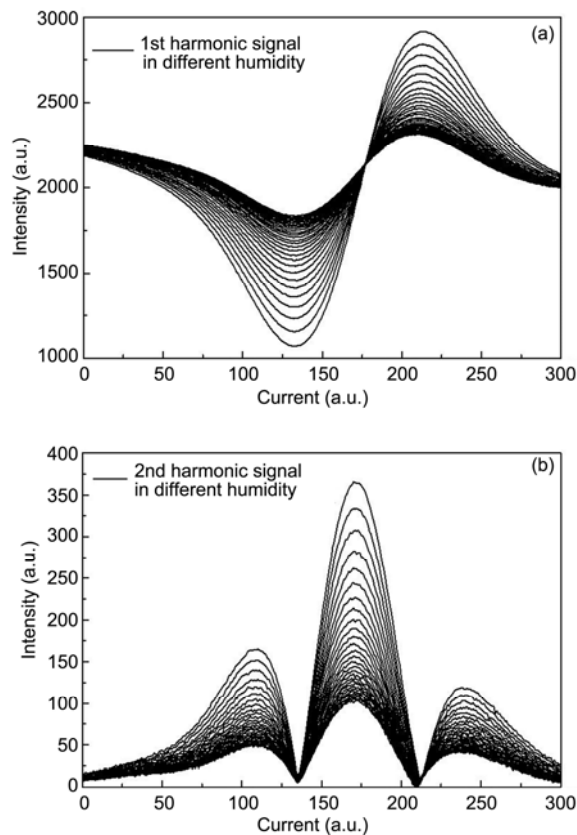 3000
(a)
1st harmonic signal
in different humidity
2500
2000
1500
1000
Intensity (a.u.)
0 50 100 150 200 250 300
Current (a.u.)
400
(b)
2nd harmonic signal
in different humidity
350
300
250
200
150
100
50
0
Intensity (a.u.)
0 50 100 150 200 250 300
Current (a.u.)